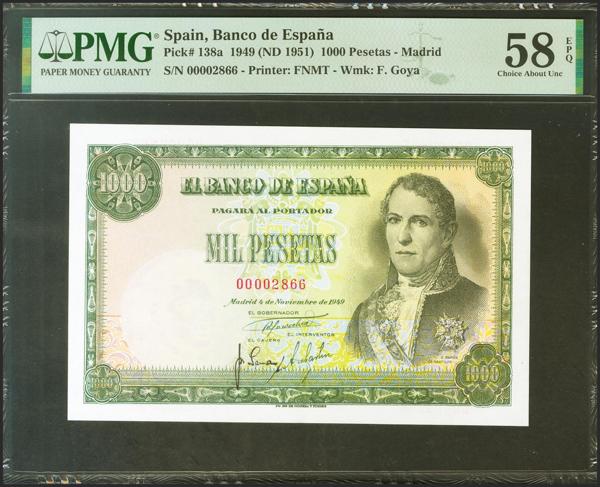 PMG
PAPER MONEY GUARANTY
Spain, Banco de España
Pick# 138a 1949 (ND 1951) 1000 Pesetas - Madrid
S/N 00002866 - Printer: FNMT - Wmk: F. Goya
58 EPQ
Choice About Unc
1000
1000
EL BANCO DE ESPAÑA
PAGARA AL PORTADOR
MIL PESETAS
00002866
Madrid 4 de Noviembre de 1949
EL GOBERNADOR
EL INTERVENTOR
EL CAJERO
1000
1000